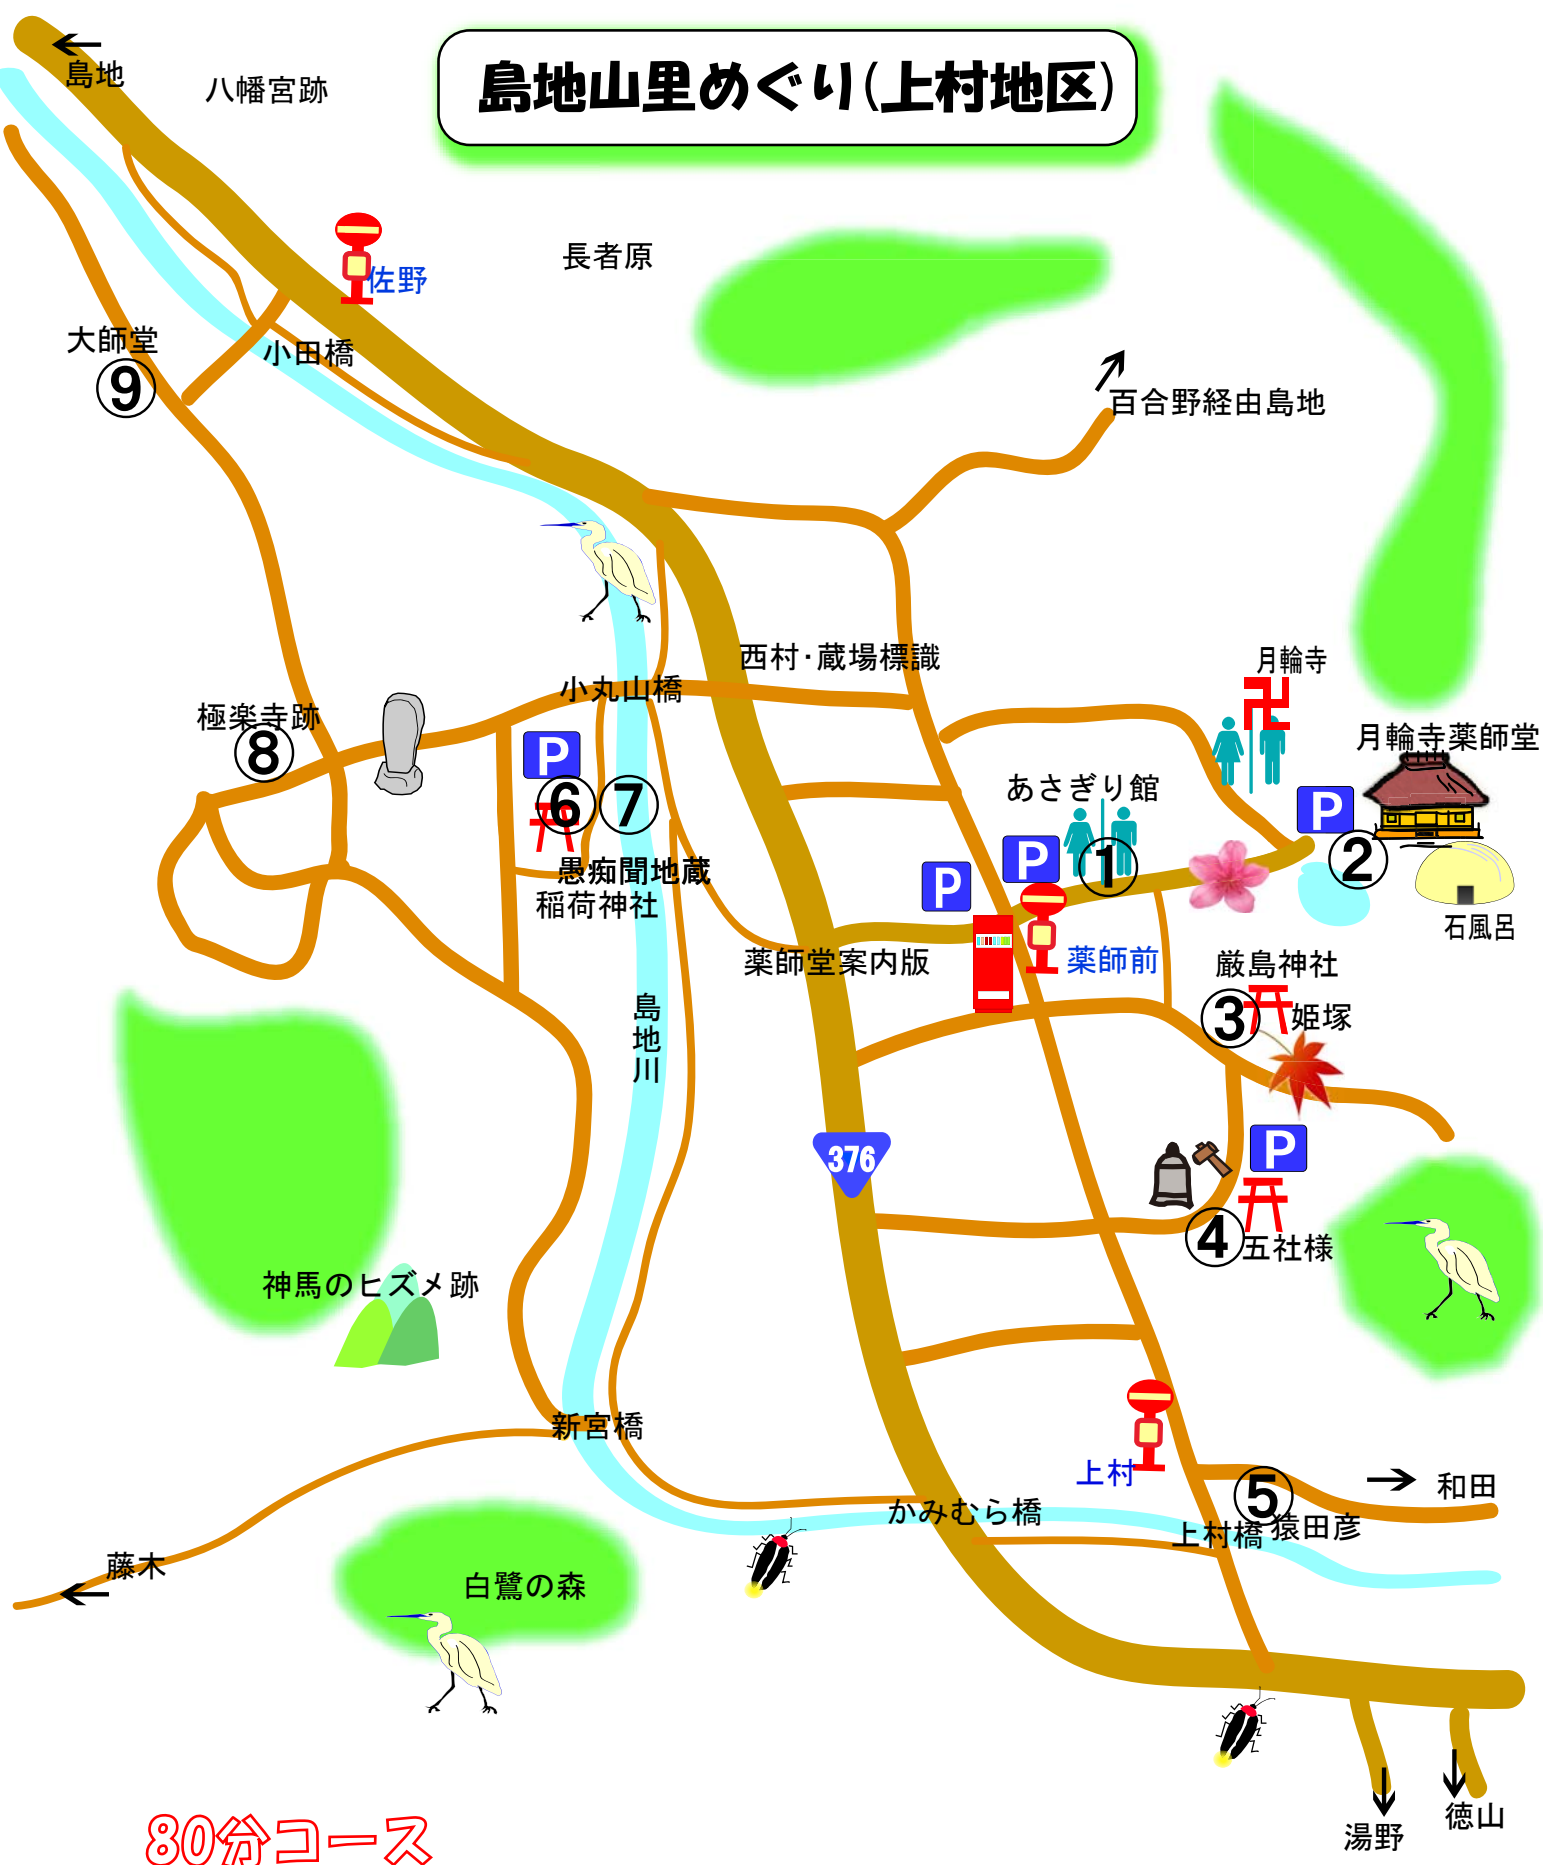 島地山里めぐり(上村地区)
島地
八幡宮跡
佐野
長者原
大師堂
⑨
小田橋
百合野経由島地
西村・蔵場標識
小丸山橋
月輪寺
極楽寺跡
⑧
月輪寺薬師堂
P
⑥
⑦
あさぎり館
P
①
P
P
②
愚痴聞地蔵
稲荷神社
石風呂
薬師堂案内版
薬師前
厳島神社
③
姫塚
島地川
376
P
④
五社様
神馬のヒズメ跡
新宮橋
上村
⑤
和田
かみむら橋
上村橋
猿田彦
藤木
白鷺の森
湯野
徳山
80分コース